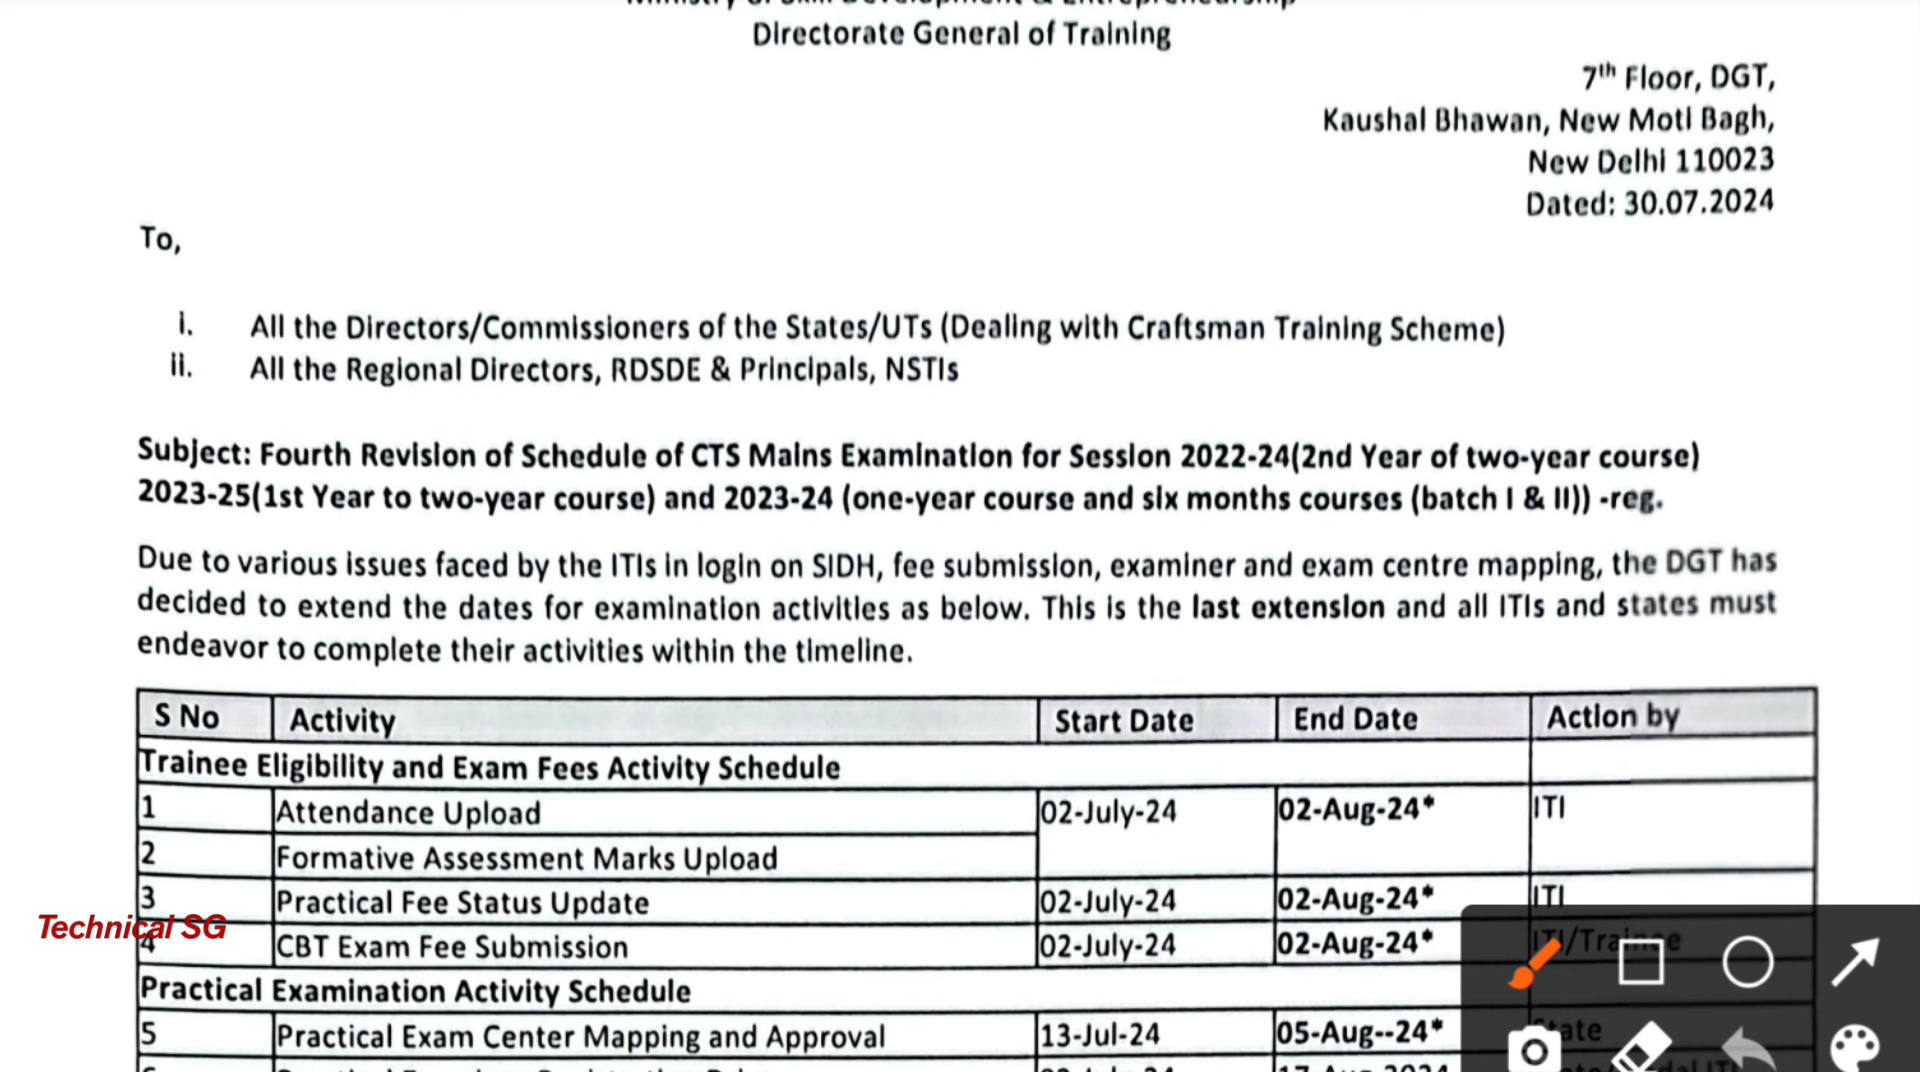 Directorate General of Training
7th Floor, DGT,
Kaushal Bhawan, New Moti Bagh,
New Delhi 110023
Dated: 30.07.2024
To,
i. All the Directors/Commissioners of the States/UTs (Dealing with Craftsman Training Scheme)
ii. All the Regional Directors, RDSDE & Principals, NSTIs
Subject: Fourth Revision of Schedule of CTS Mains Examination for Session 2022-24(2nd Year of two-year course)
2023-25(1st Year to two-year course) and 2023-24 (one-year course and six months courses (batch I & II)) -reg.
Due to various issues faced by the ITIs in login on SIDH, fee submission, examiner and exam centre mapping, the DGT has
decided to extend the dates for examination activities as below. This is the last extension and all ITIs and states must
endeavor to complete their activities within the timeline.
S No Activity Start Date End Date Action by
Trainee Eligibility and Exam Fees Activity Schedule
1 Attendance Upload 02-July-24 02-Aug-24* ITI
2 Formative Assessment Marks Upload
3 Practical Fee Status Update 02-July-24 02-Aug-24* ITI
Technical SG
4 CBT Exam Fee Submission 02-July-24 02-Aug-24* ITI/Trainee
Practical Examination Activity Schedule
5 Practical Exam Center Mapping and Approval 13-Jul-24 05-Aug--24* State